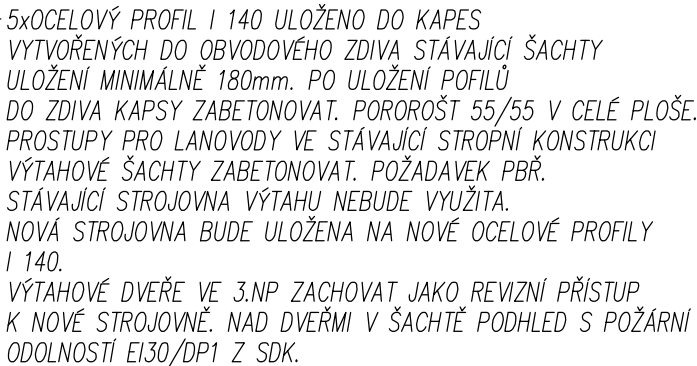 5xOCELOVÝ PROFIL I 140 ULOŽENO DO KAPES
VYTVOŘENÝCH DO OBVODOVÉHO ZDIVA STÁVAJÍCÍ ŠACHTY
ULOŽENÍ MINIMÁLNĚ 180mm. PO ULOŽENÍ POFILŮ
DO ZDIVA KAPSY ZABETONOVAT. POROROŠT 55/55 V CELÉ PLOŠE.
PROSTUPY PRO LANOVODY VE STÁVAJÍCÍ STROPNÍ KONSTRUKCI
VÝTAHOVÉ ŠACHTY ZABETONOVAT. POŽADAVEK PBŘ.
STÁVAJÍCÍ STROJOVNA VÝTAHU NEBUDE VYUŽITA.
NOVÁ STROJOVNA BUDE ULOŽENA NA NOVÉ OCELOVÉ PROFILY
I 140.
VÝTAHOVÉ DVEŘE VE 3.NP ZACHOVAT JAKO REVIZNÍ PŘÍSTUP
K NOVÉ STROJOVNĚ. NAD DVEŘMI V ŠACHTĚ PODHLED S POŽÁRNÍ
ODOLNOSTÍ EI30/DP1 Z SDK.